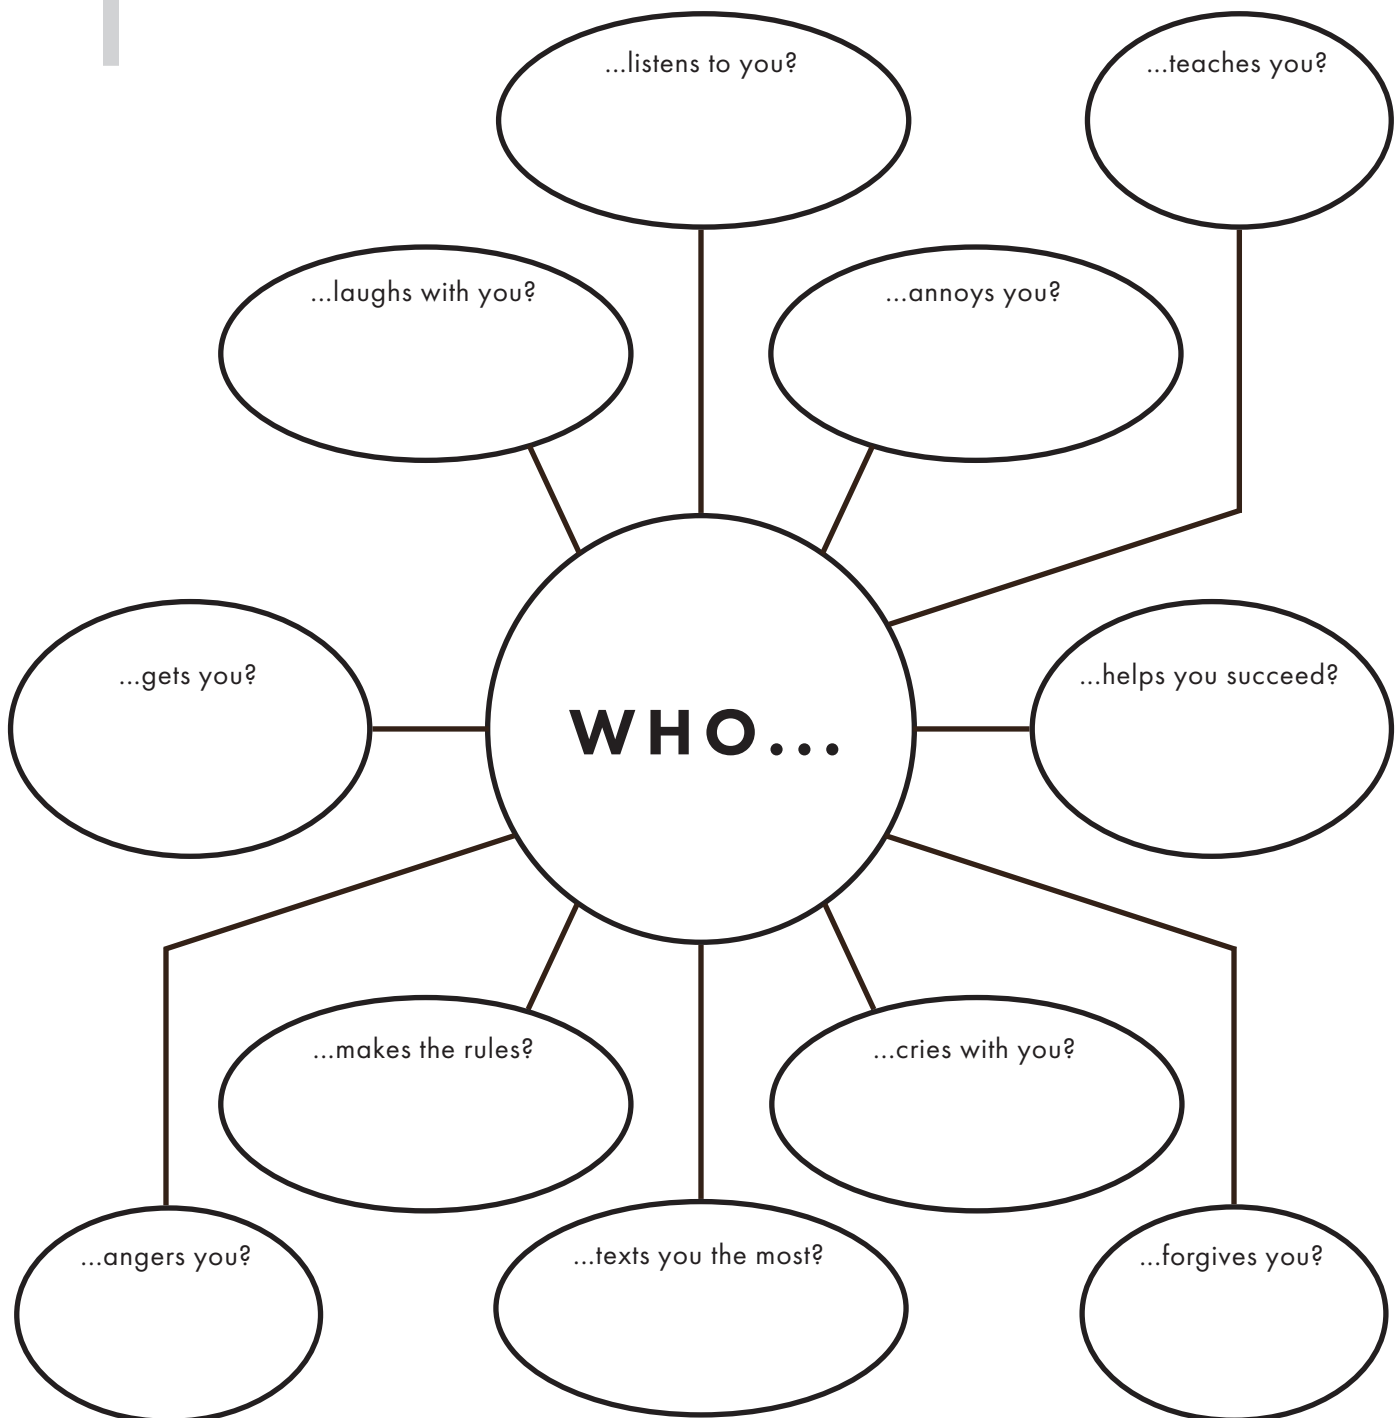 ...listens to you?
...teaches you?
...laughs with you?
...annoys you?
...gets you?
WHO...
...helps you succeed?
...makes the rules?
...cries with you?
...angers you?
...texts you the most?
...forgives you?